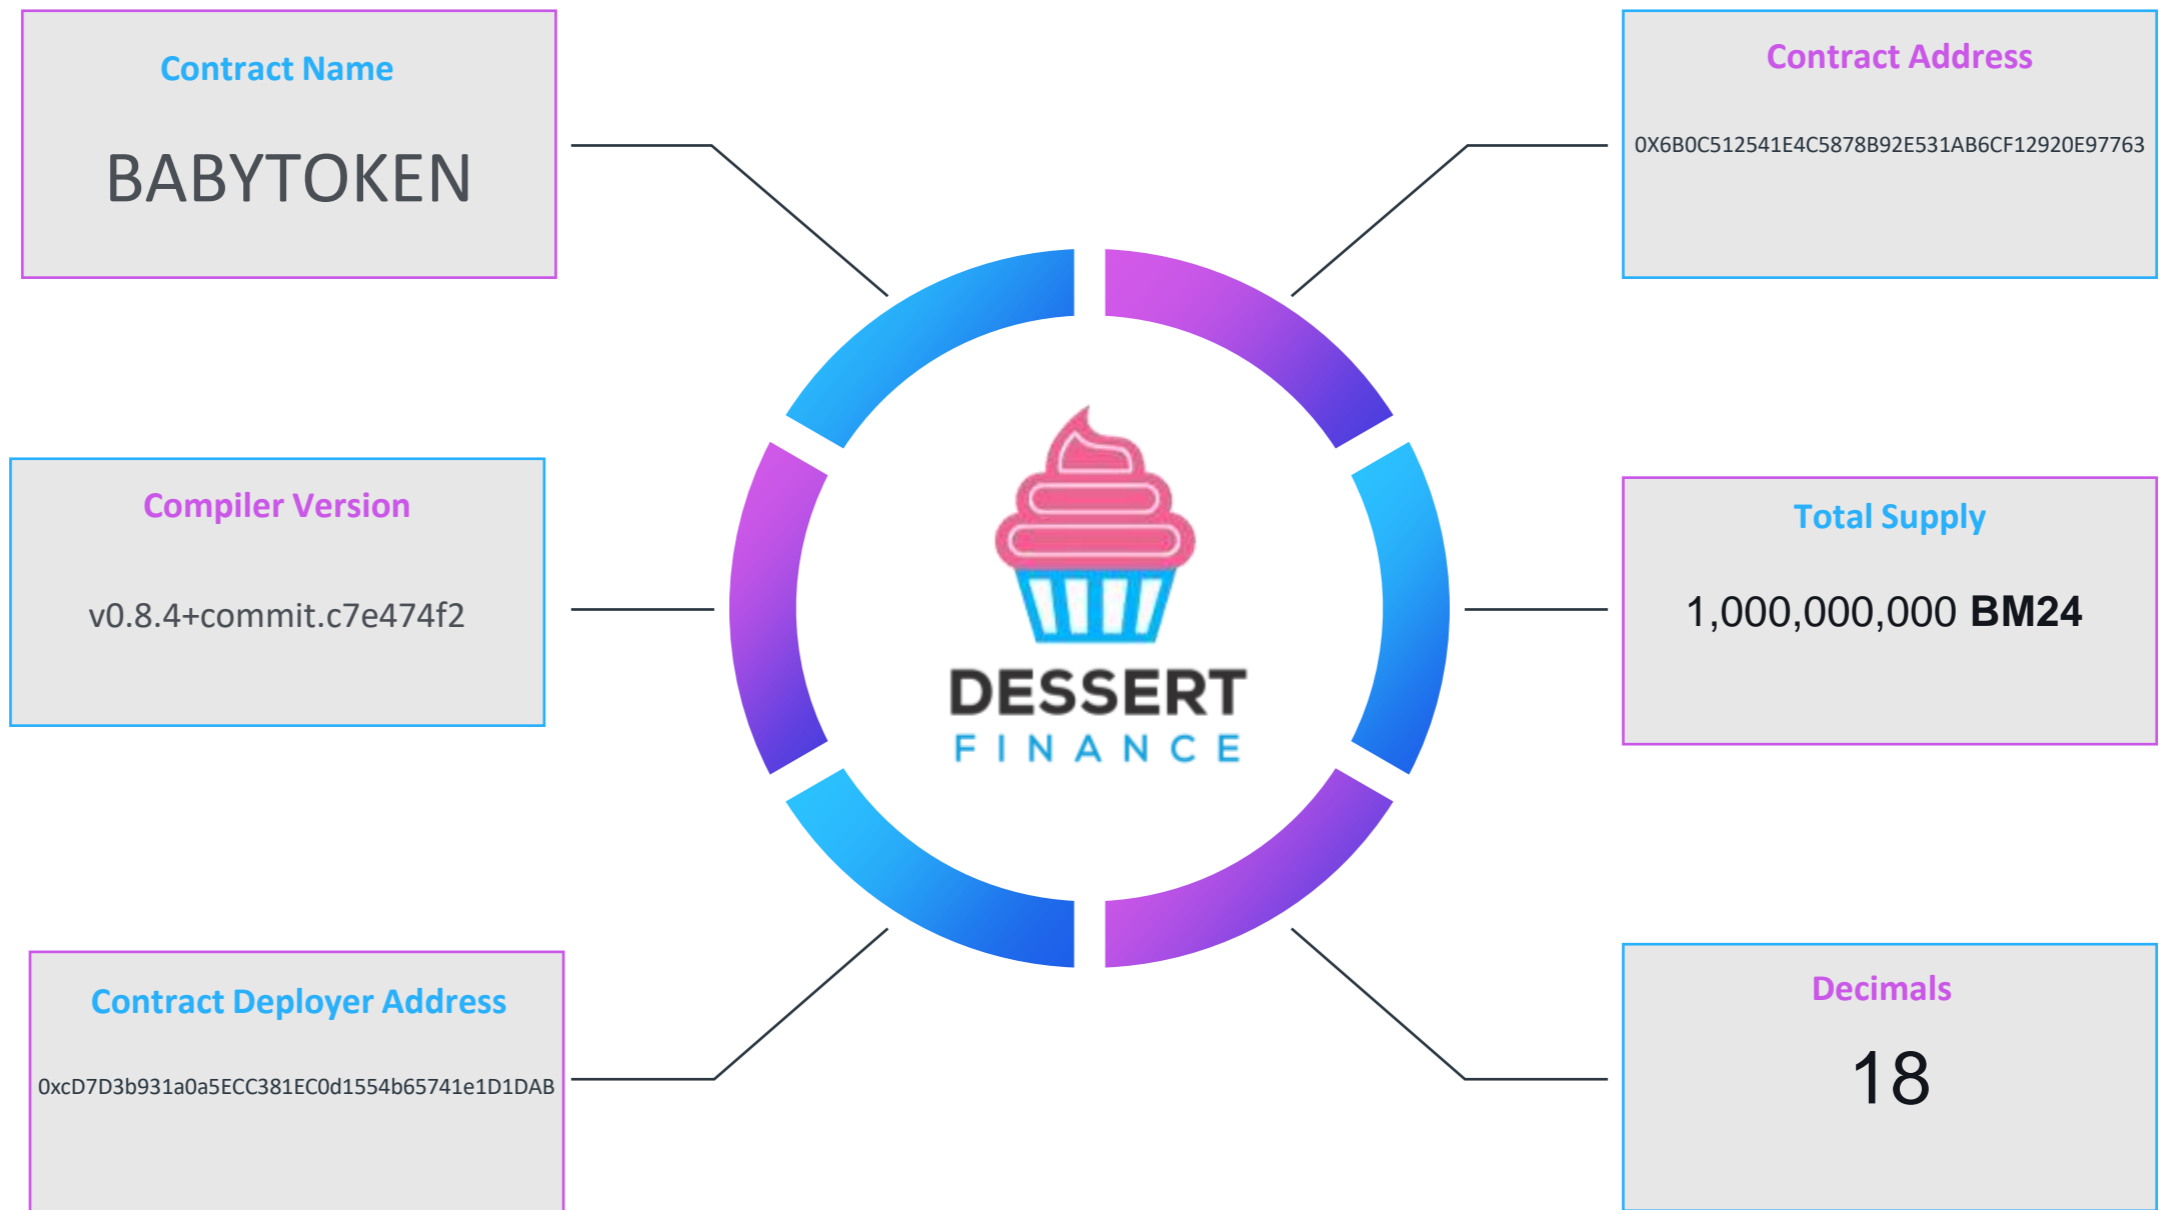 Contract Name
BABYTOKEN
Contract Address
0X6B0C512541E4C5878B92E531AB6CF12920E97763
Compiler Version
v0.8.4+commit.c7e474f2
DESSERT
FINANCE
Total Supply
1,000,000,000 BM24
Contract Deployer Address
0xcD7D3b931a0a5ECC381EC0d1554b65741e1D1DAB
Decimals
18